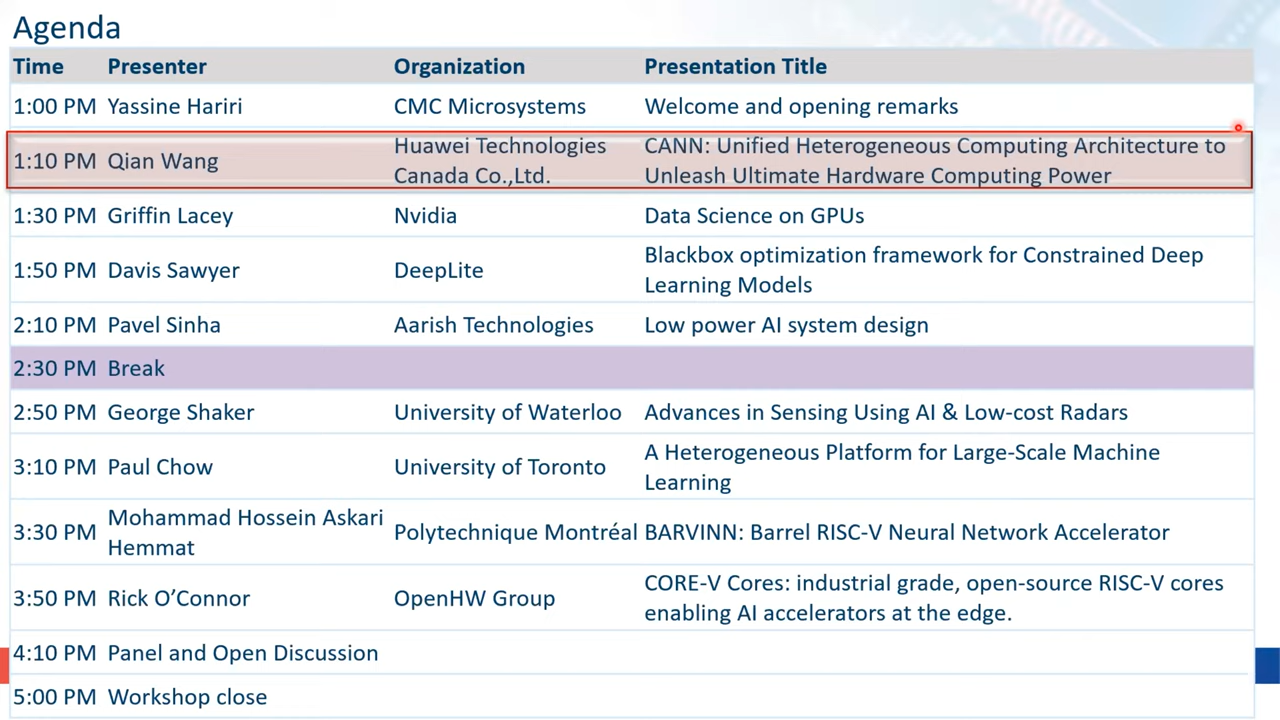 Agenda
Time Presenter Organization Presentation Title
1:00 PM Yassine Hariri CMC Microsystems Welcome and opening remarks
1:10 PM Qian Wang Huawei Technologies Canada Co.,Ltd. CANN: Unified Heterogeneous Computing Architecture to Unleash Ultimate Hardware Computing Power
1:30 PM Griffin Lacey Nvidia Data Science on GPUs
1:50 PM Davis Sawyer DeepLite Blackbox optimization framework for Constrained Deep Learning Models
2:10 PM Pavel Sinha Aarish Technologies Low power AI system design
2:30 PM Break
2:50 PM George Shaker University of Waterloo Advances in Sensing Using AI & Low-cost Radars
3:10 PM Paul Chow University of Toronto A Heterogeneous Platform for Large-Scale Machine Learning
3:30 PM Mohammad Hossein Askari Hemmat Polytechnique Montréal BARVINN: Barrel RISC-V Neural Network Accelerator
3:50 PM Rick O’Connor OpenHW Group CORE-V Cores: industrial grade, open-source RISC-V cores enabling AI accelerators at the edge.
4:10 PM Panel and Open Discussion
5:00 PM Workshop close